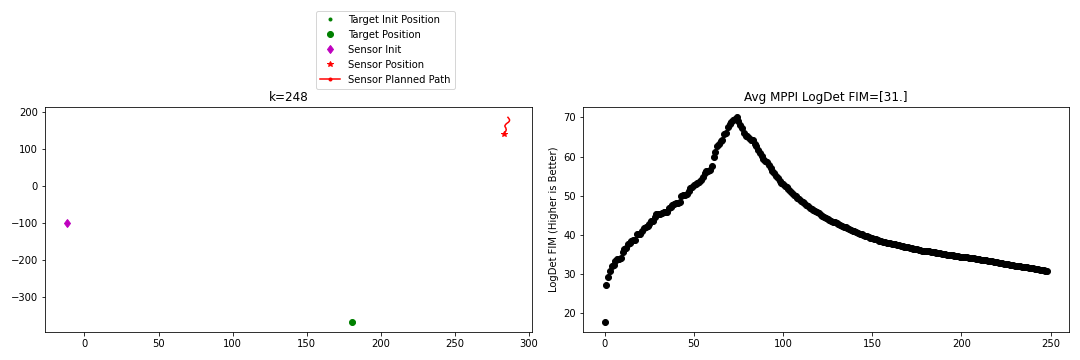 Target Init Position
Target Position
Sensor Init
Sensor Position
Sensor Planned Path
k=248
200
100
0
−100
−200
−300
0 50 100 150 200 250 300
Avg MPPI LogDet FIM=[31.]
LogDet FIM (Higher is Better)
70
60
50
40
30
20
0 50 100 150 200 250